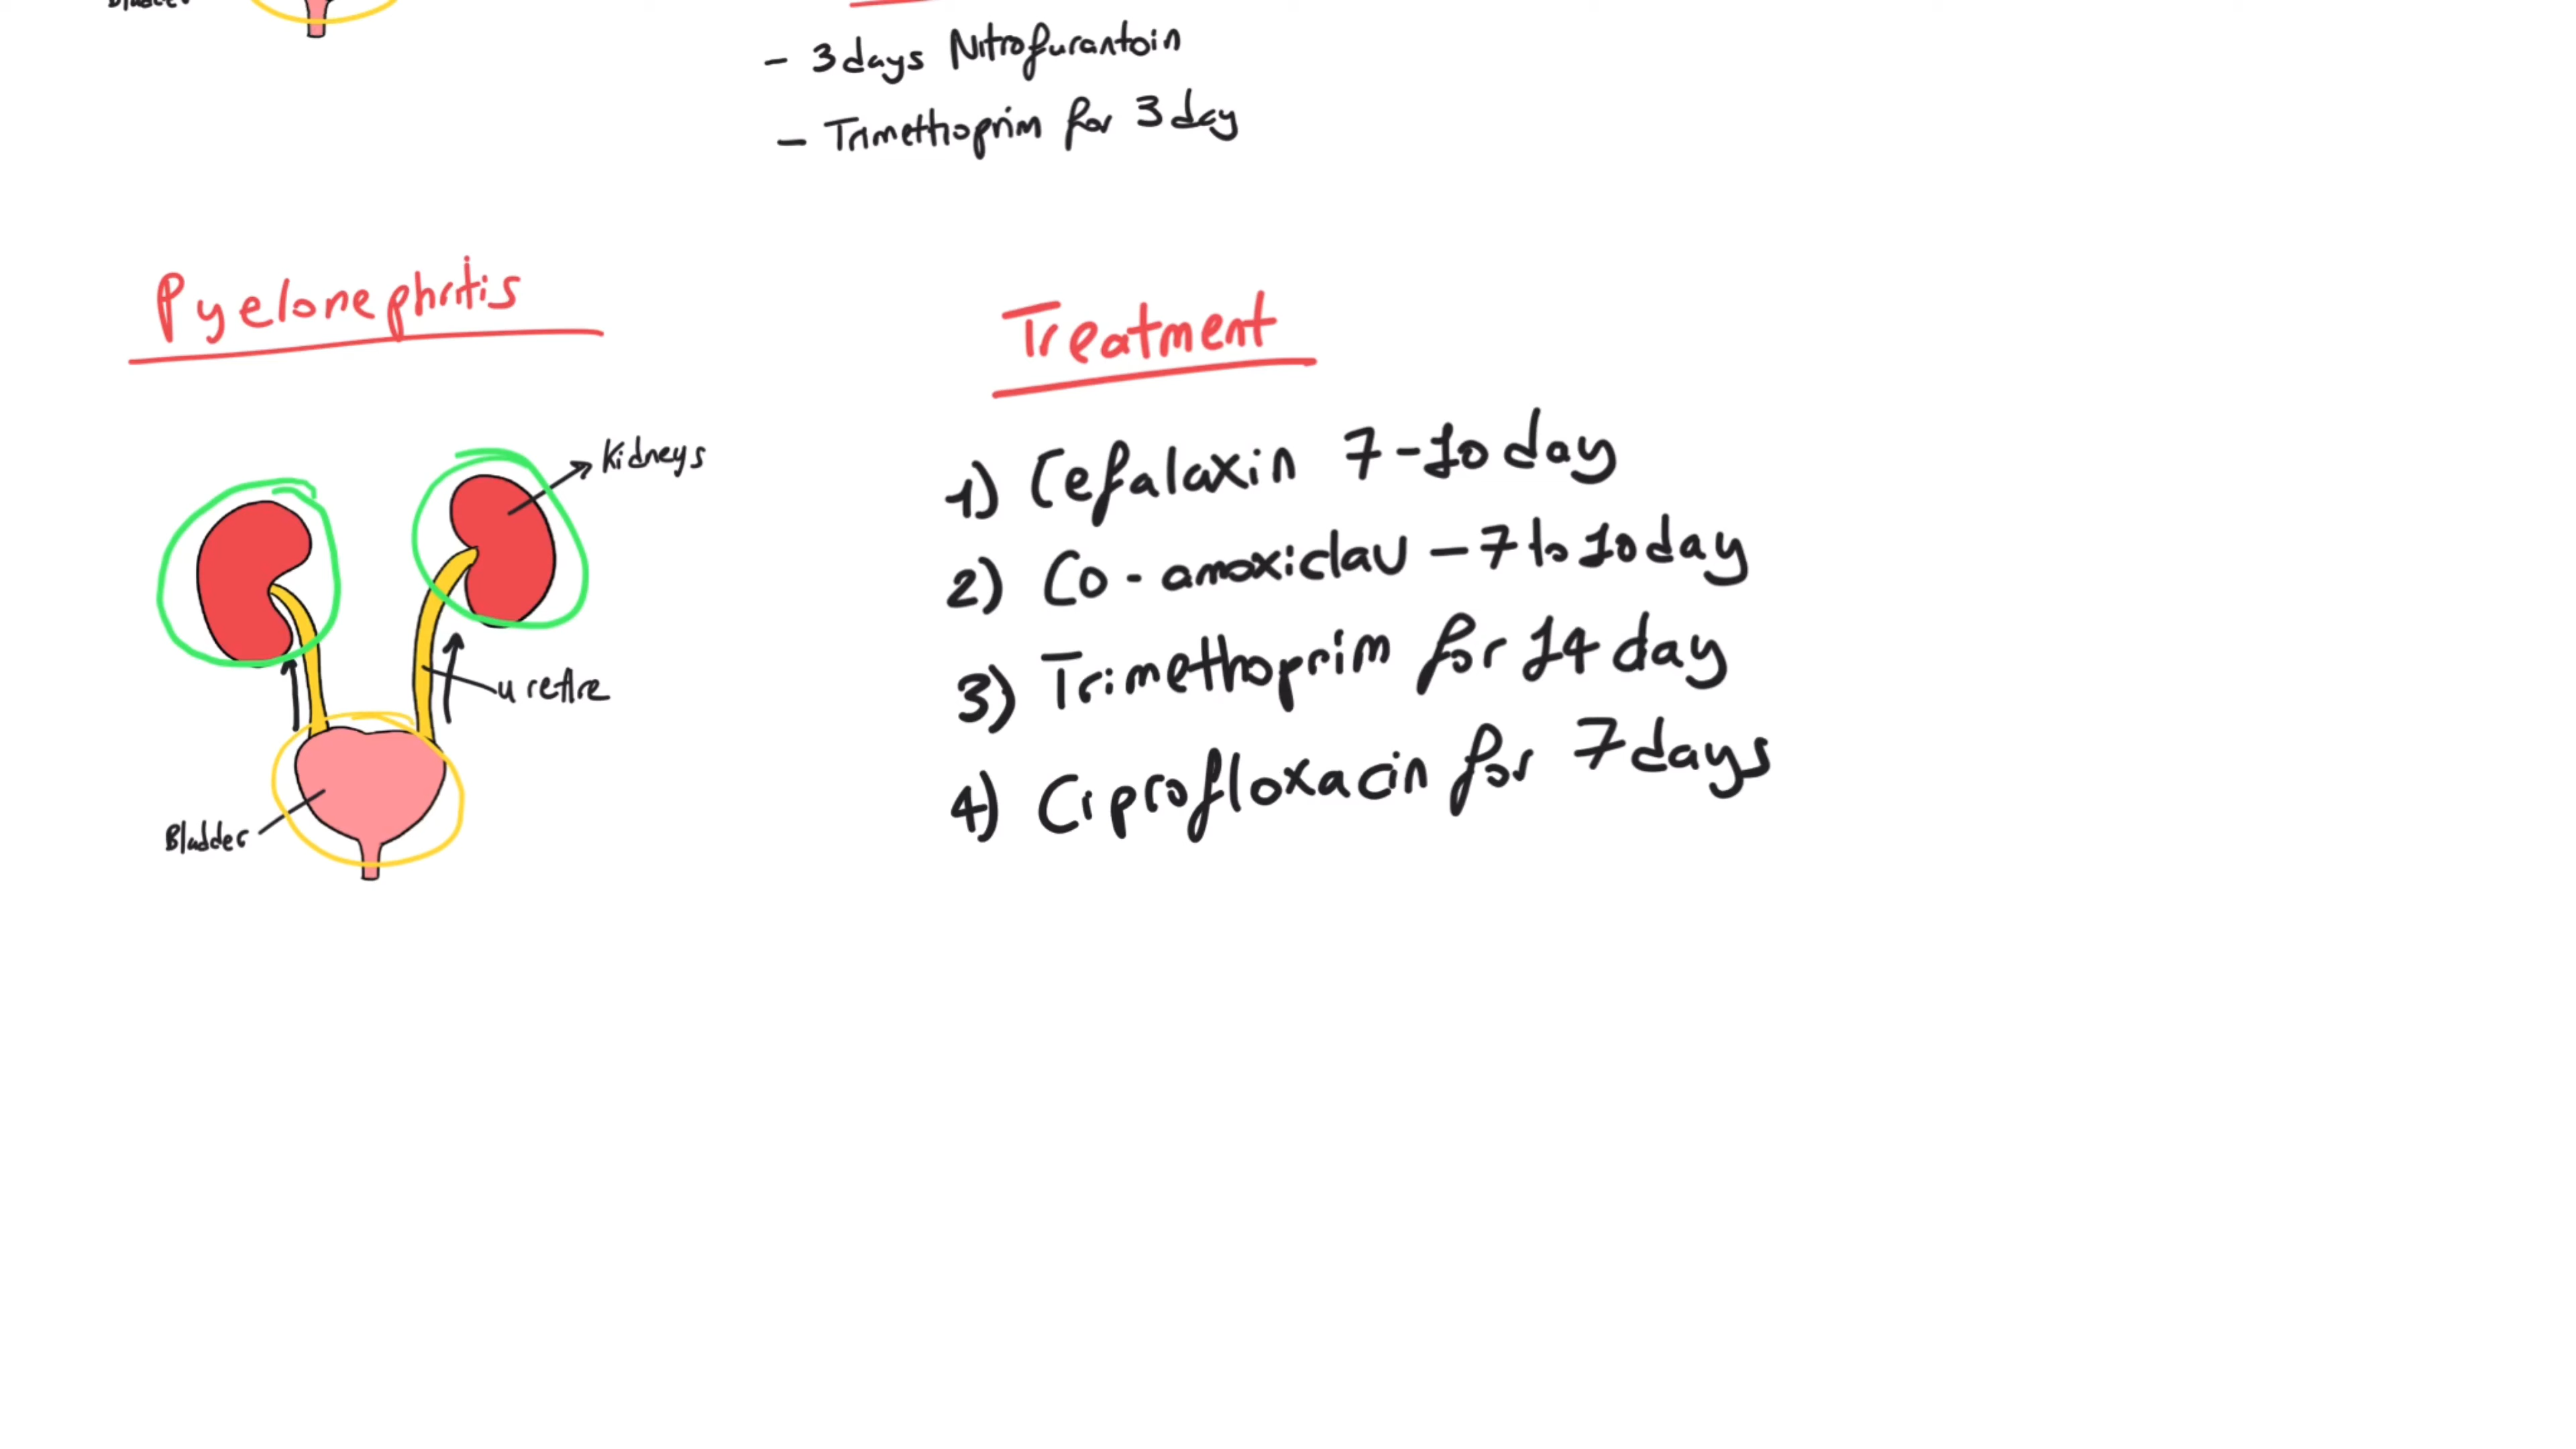 - 3days Nitrofurantoin
- Trimethoprim for 3 day
Pyelonephritis
Treatment
Kidneys
1) Cefalaxin 7-10 day
2) Co-amoxiclav - 7 to 10 day
3) Trimethoprim for 14 day
uretre
4) Ciprofloxacin for 7 days
Bladder